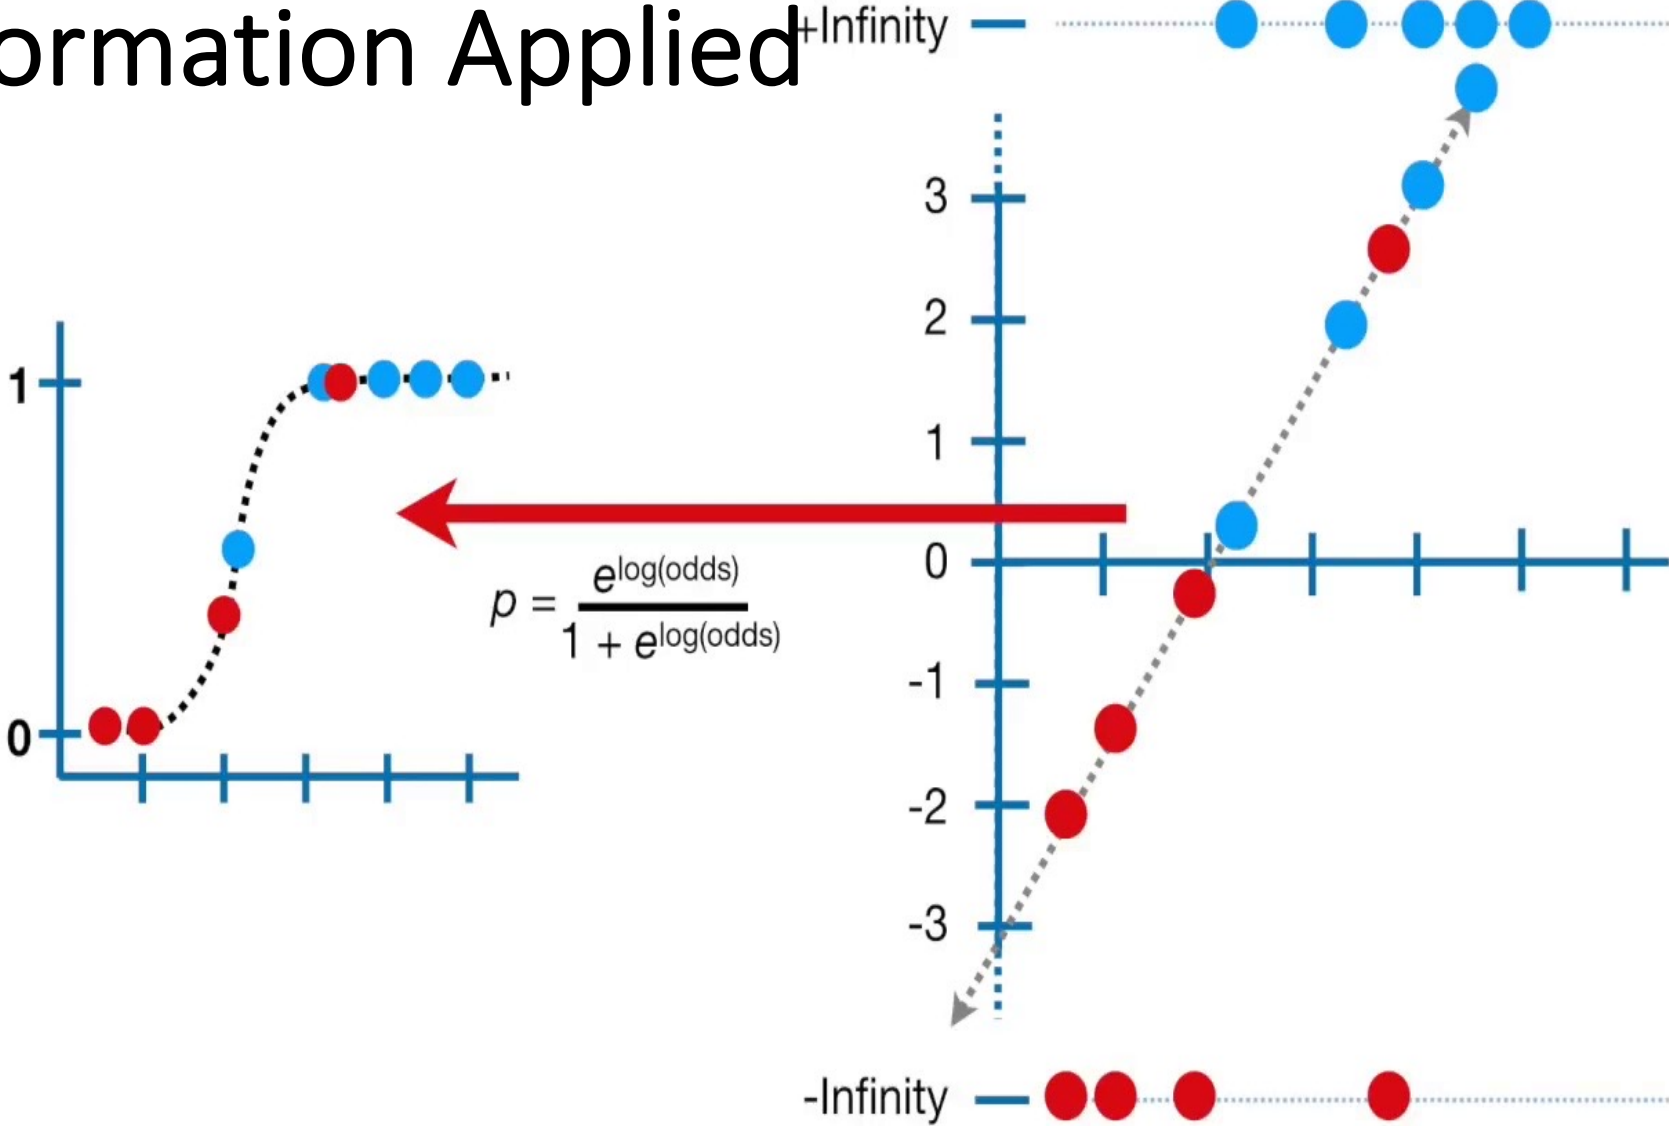 ormation Applied
+Infinity
3
2
1
0
-1
-2
-3
-Infinity
1
0
p = e^log(odds) / 1 + e^log(odds)